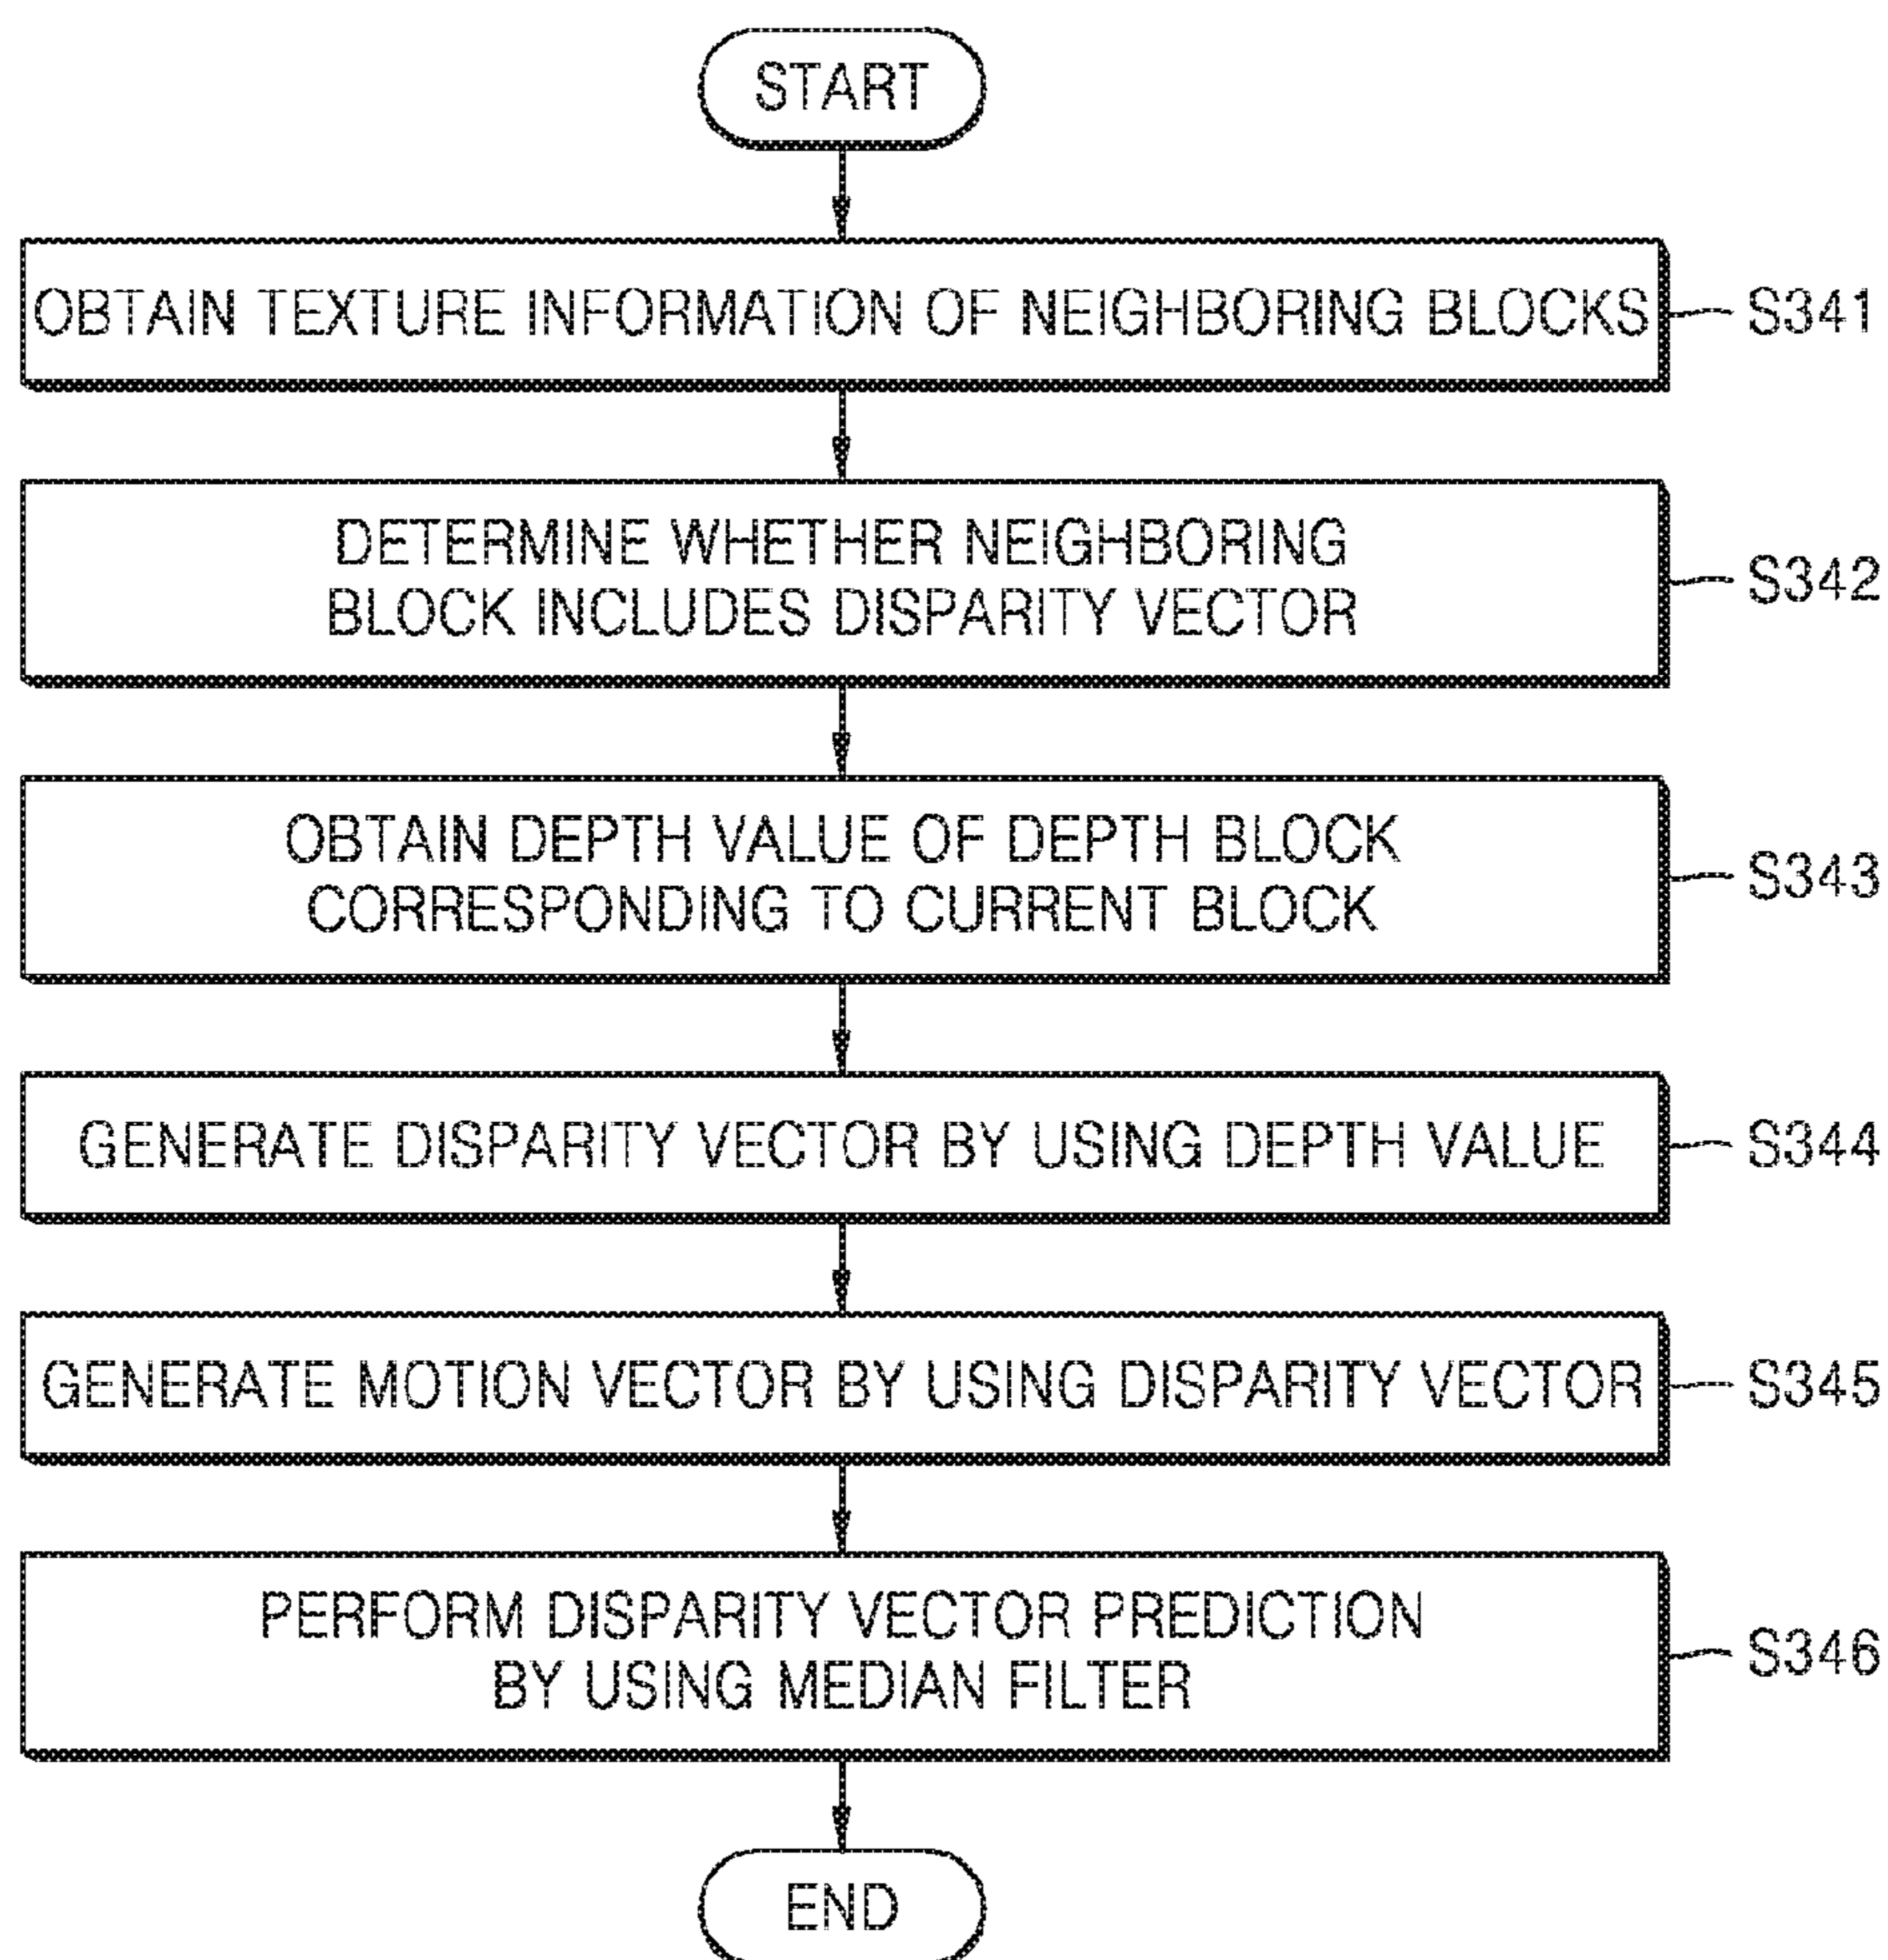 START
OBTAIN TEXTURE INFORMATION OF NEIGHBORING BLOCKS
S341
DETERMINE WHETHER NEIGHBORING
BLOCK INCLUDES DISPARITY VECTOR
S342
OBTAIN DEPTH VALUE OF DEPTH BLOCK
CORRESPONDING TO CURRENT BLOCK
S343
GENERATE DISPARITY VECTOR BY USING DEPTH VALUE
S344
GENERATE MOTION VECTOR BY USING DISPARITY VECTOR
S345
PERFORM DISPARITY VECTOR PREDICTION
BY USING MEDIAN FILTER
S346
END